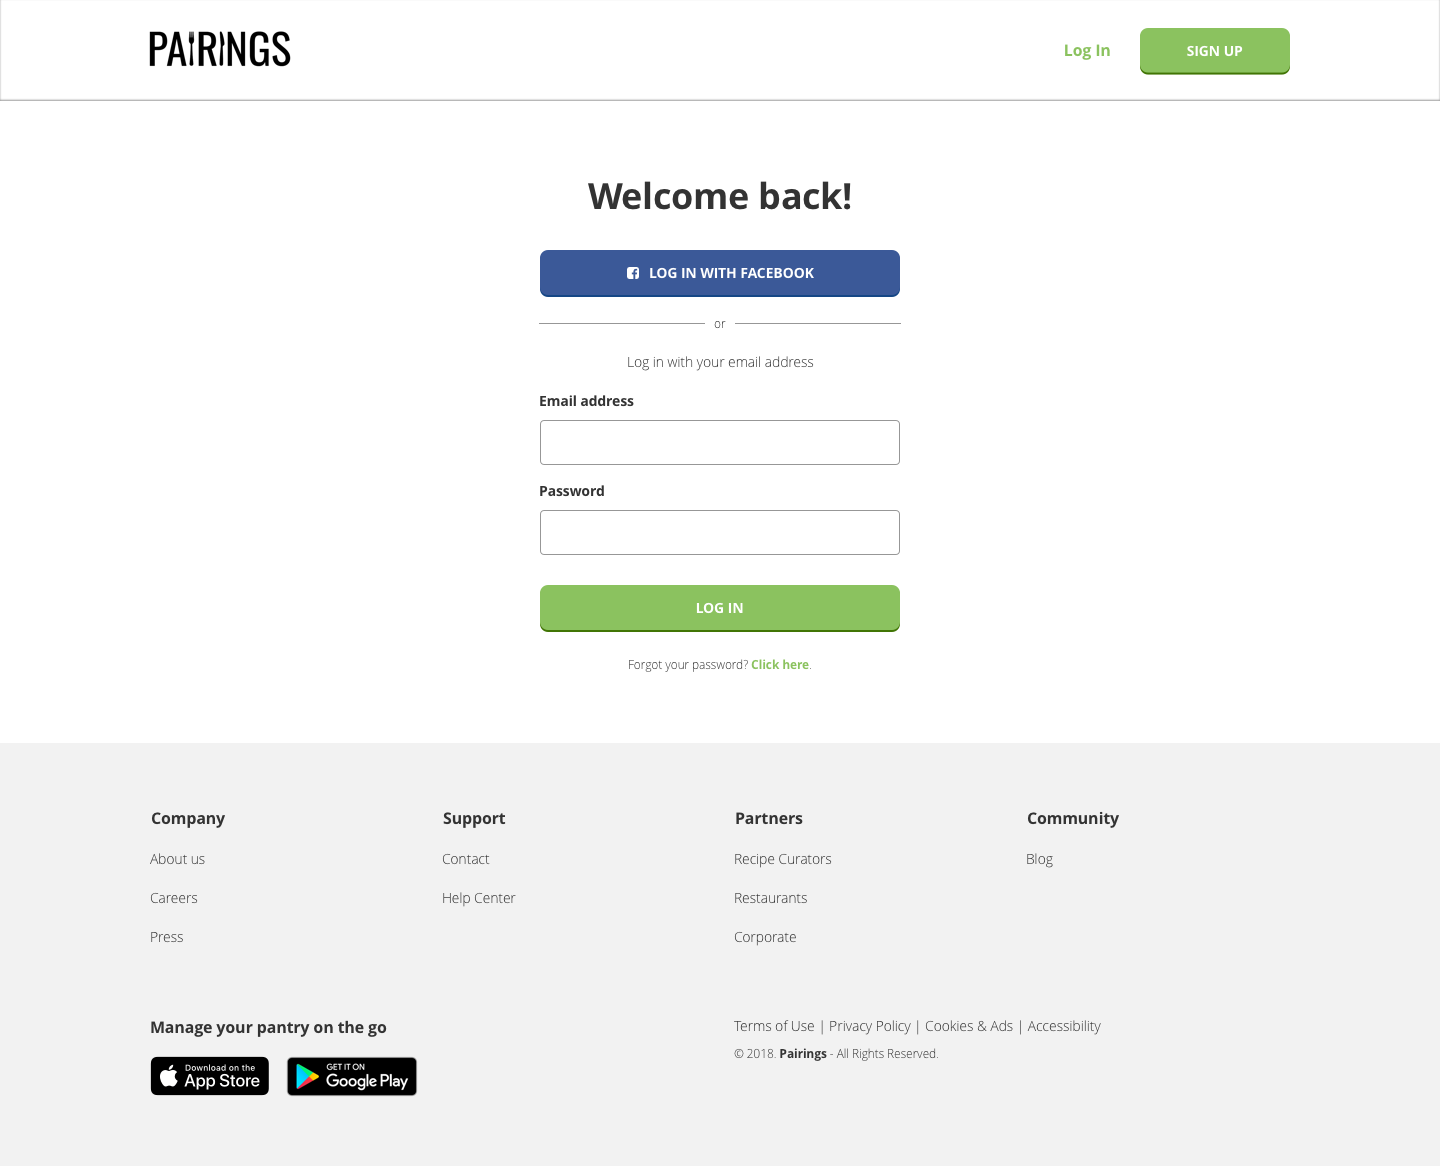 PAIRINGS
Log In
SIGN UP
Welcome back!
LOG IN WITH FACEBOOK
or
Log in with your email address
Email address
Password
LOG IN
Forgot your password? Click here.
Company
Support
Partners
Community
About us
Contact
Recipe Curators
Blog
Careers
Help Center
Restaurants
Press
Corporate
Manage your pantry on the go
Terms of Use | Privacy Policy | Cookies & Ads | Accessibility
© 2018. Pairings - All Rights Reserved.
Download on the
App Store
GET IT ON
Google Play